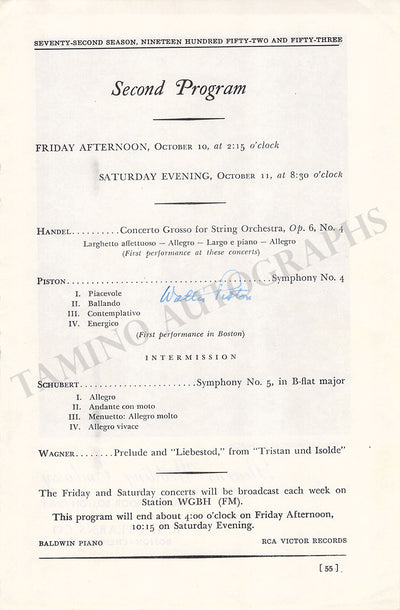 SEVENTY-SECOND SEASON, NINETEEN HUNDRED FIFTY-TWO AND FIFTY-THREE
Second Program
FRIDAY AFTERNOON, OCTOBER 10, at 2:15 o'clock
SATURDAY EVENING, OCTOBER 11, at 8:30 o'clock
HANDEL..........Concerto Grosso for String Orchestra, Op. 6, No. 4
Larghetto affettuoso — Allegro — Largo e piano — Allegro
(First performance at these concerts)
PISTON........................................Symphony No. 4
I. Piacevole
Walter Piston
II. Ballando
III. Contemplativo
IV. Energico
(First performance in Boston)
INTERMISSION
SCHUBERT.......................Symphony No. 5, in B-flat major
I. Allegro
II. Andante con moto
III. Menuetto: Allegro molto
IV. Allegro vivace
WAGNER.........Prelude and "Liebestod," from "Tristan und Isolde"
The Friday and Saturday concerts will be broadcast each week on
Station WGBH (FM).
This program will end about 4:00 o'clock on Friday Afternoon,
10:15 on Saturday Evening.
BALDWIN PIANO RCA VICTOR RECORDS
[ 55 ]
TAMINO AUTOGRAPHS